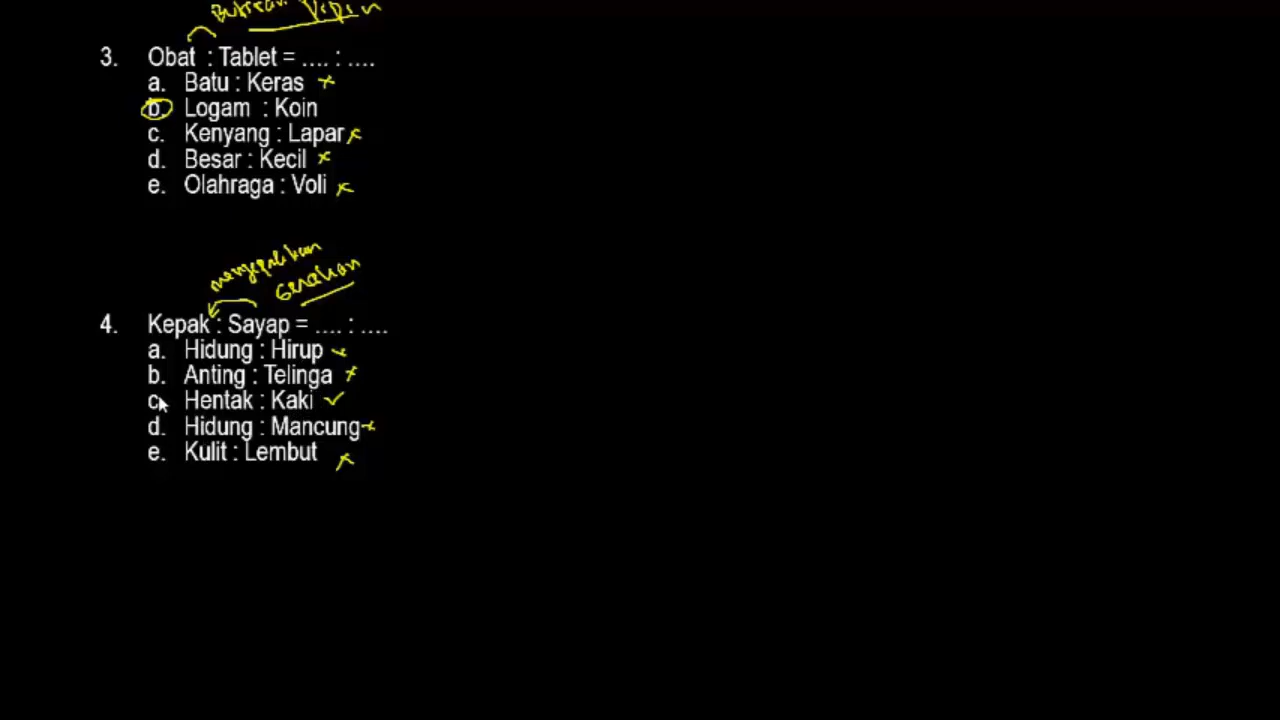 3. Obat : Tablet = .... : ....
a. Batu : Keras
b. Logam : Koin
c. Kenyang : Lapar
d. Besar : Kecil
e. Olahraga : Voli
Gerakan
4. Kepak : Sayap = .... : ....
a. Hidung : Hirup
b. Anting : Telinga
c. Hentak : Kaki
d. Hidung : Mancung
e. Kulit : Lembut